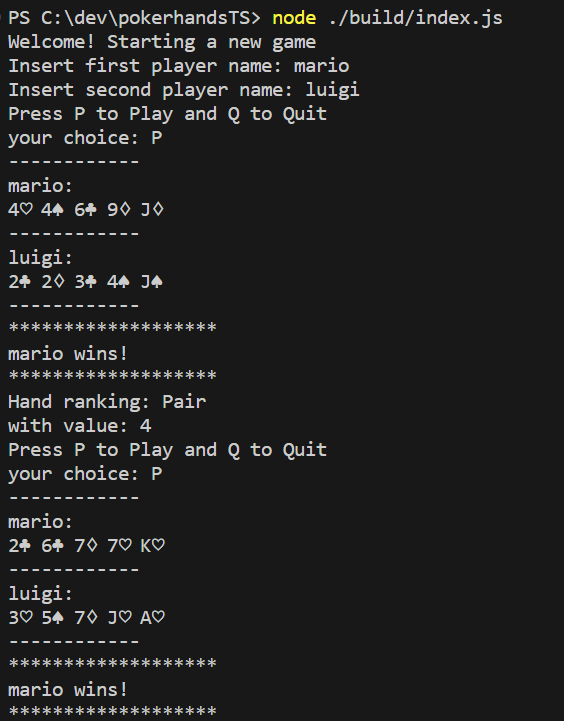 PS C:\dev\pokerhandsTS> node ./build/index.js
Welcome! Starting a new game
Insert first player name: mario
Insert second player name: luigi
Press P to Play and Q to Quit
your choice: P
------------
mario:
4♡ 4♠ 6♣ 9♢ J♢
------------
luigi:
2♣ 2♢ 3♣ 4♠ J♠
------------
*******************
mario wins!
*******************
Hand ranking: Pair
with value: 4
Press P to Play and Q to Quit
your choice: P
------------
mario:
2♣ 6♣ 7♢ 7♡ K♡
------------
luigi:
3♡ 5♠ 7♢ J♡ A♡
------------
*******************
mario wins!
*******************